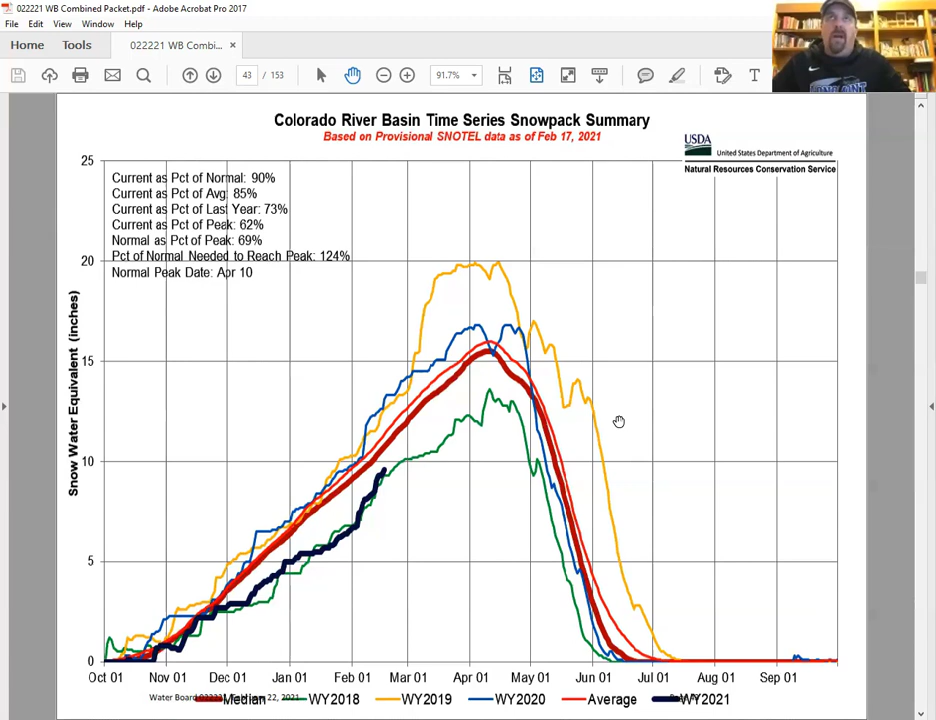 022221 WB Combined Packet.pdf - Adobe Acrobat Pro 2017
File Edit View Window Help
Home Tools 022221 WB Combi... ×
43 / 153 91.7%
Colorado River Basin Time Series Snowpack Summary
Based on Provisional SNOTEL data as of Feb 17, 2021
USDA United States Department of Agriculture
Natural Resources Conservation Service
Current as Pct of Normal: 90%
Current as Pct of Avg: 85%
Current as Pct of Last Year: 73%
Current as Pct of Peak: 62%
Normal as Pct of Peak: 69%
Pct of Normal Needed to Reach Peak: 124%
Normal Peak Date: Apr 10
Snow Water Equivalent (inches)
25
20
15
10
5
0
Oct 01 Nov 01 Dec 01 Jan 01 Feb 01 Mar 01 Apr 01 May 01 Jun 01 Jul 01 Aug 01 Sep 01
Median WY2018 WY2019 WY2020 Average WY2021